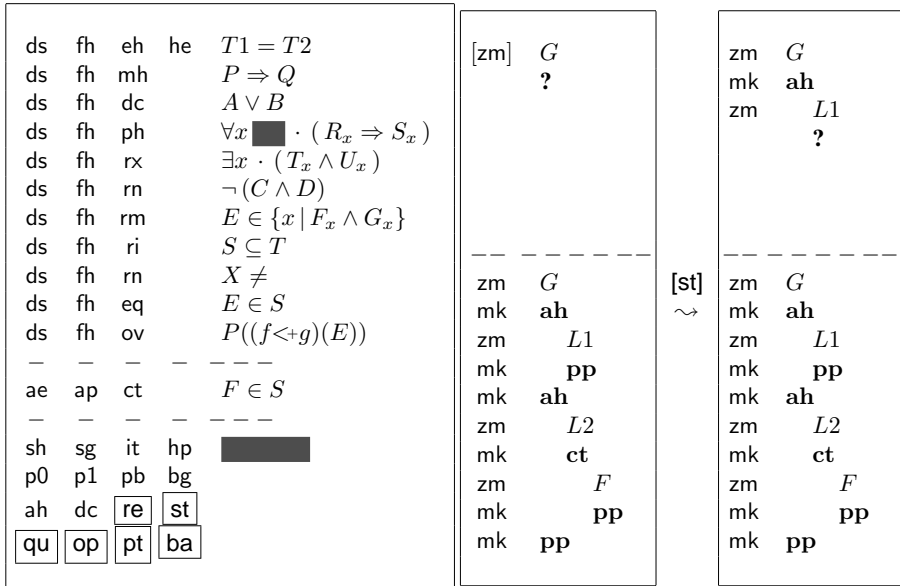 ds fh eh he T1 = T2
ds fh mh P ⇒ Q
ds fh dc A ∨ B
ds fh ph ∀x · ( R_x ⇒ S_x )
ds fh rx ∃x · ( T_x ∧ U_x )
ds fh rn ¬ (C ∧ D)
ds fh rm E ∈ {x | F_x ∧ G_x}
ds fh ri S ⊆ T
ds fh rn X ≠
ds fh eq E ∈ S
ds fh ov P((f<+g)(E))
– – – – – – –
ae ap ct F ∈ S
– – – – – – –
sh sg it hp
p0 p1 pb bg
ah dc re st
qu op pt ba
[zm] G
?
– – – – – – –
zm G
mk ah
zm L1
mk pp
mk ah
zm L2
mk ct
zm F
mk pp
mk pp
[st]
⤳
zm G
mk ah
zm L1
?
– – – – – – – –
zm G
mk ah
zm L1
mk pp
mk ah
zm L2
mk ct
zm F
mk pp
mk pp